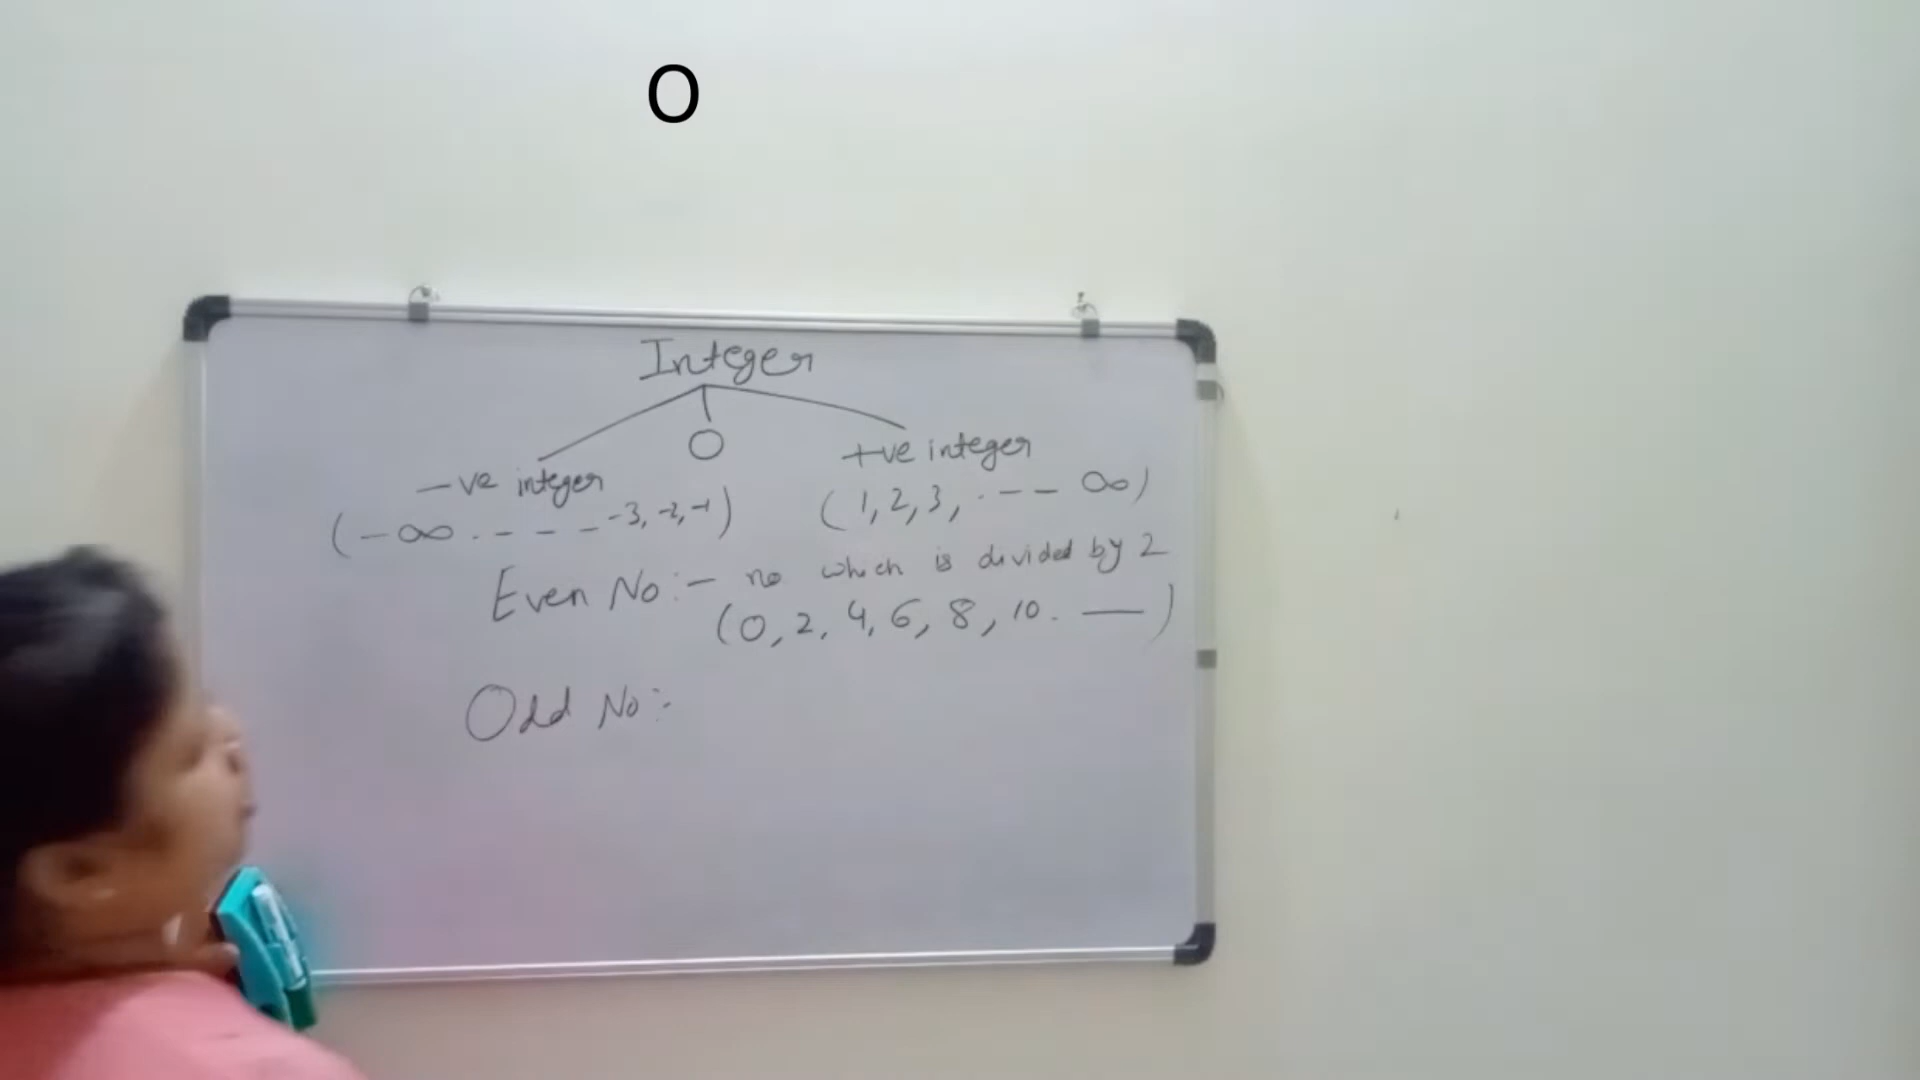 O
Integer
-ve integer O +ve integer
(-∞ . - - - -3, -2, -1) (1, 2, 3, . - - ∞)
Even No:- no which is divided by 2
(0, 2, 4, 6, 8, 10. —)
Odd No:-